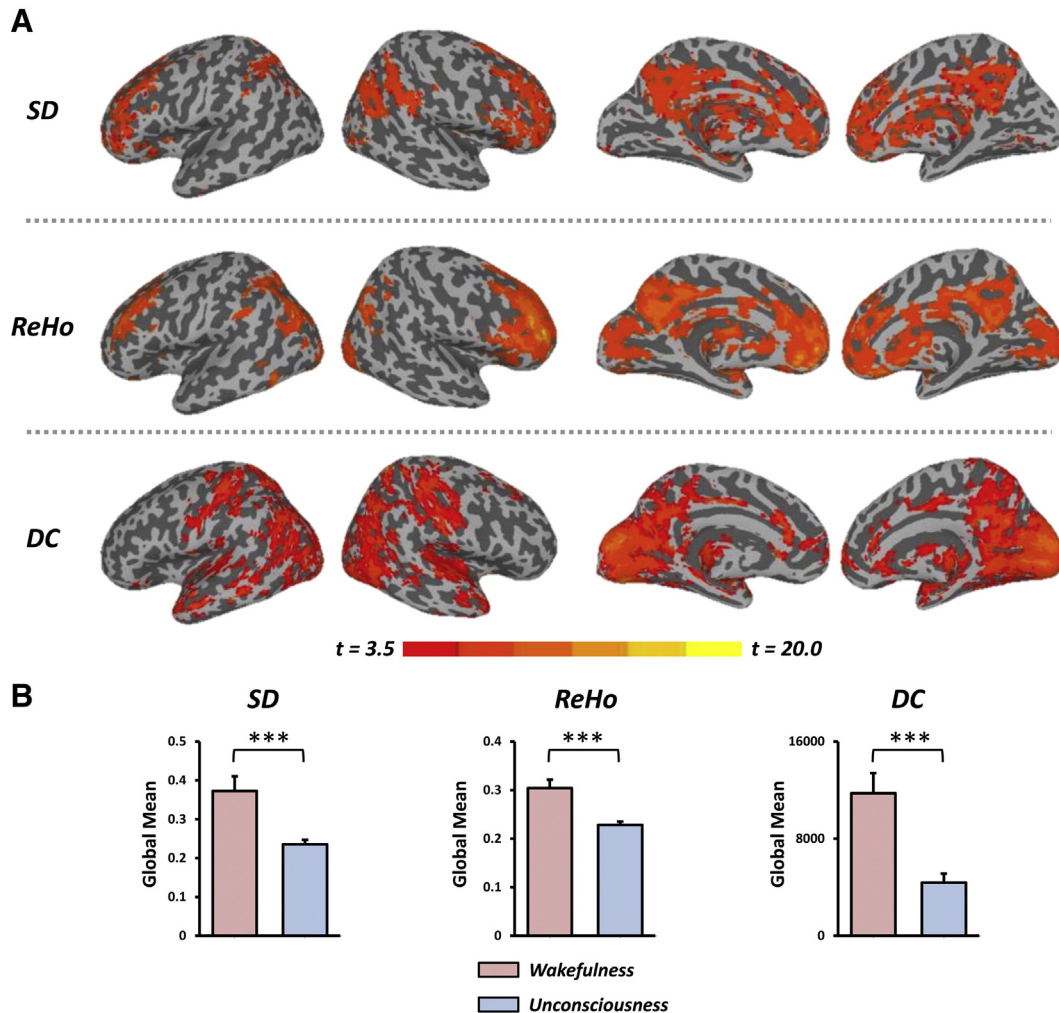 A
SD
ReHo
DC
t = 3.5 t = 20.0
B
SD ReHo DC
*** *** ***
0.5 0.4 16000
0.4
0.3
0.3
0.2 8000
0.2
0.1
0.1
0 0 0
Global Mean Global Mean Global Mean
Wakefulness
Unconsciousness